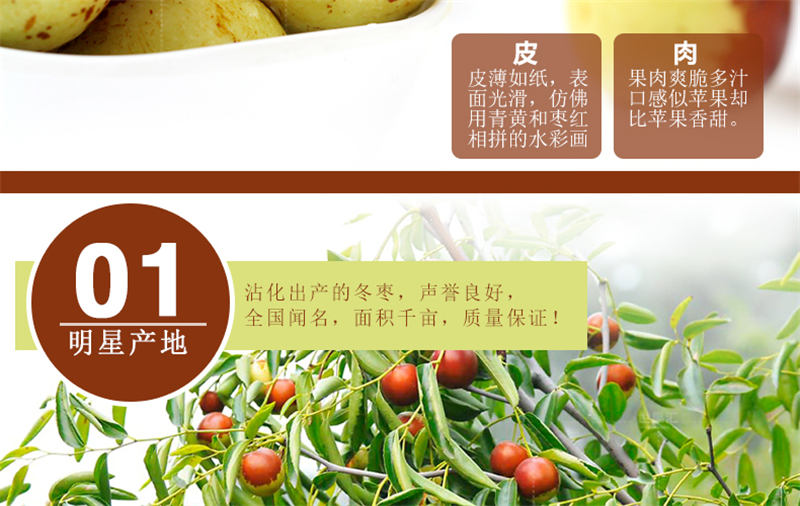 皮
皮薄如纸，表
面光滑，仿佛
用青黄和枣红
相拼的水彩画
肉
果肉爽脆多汁
口感似苹果却
比苹果香甜。
01
明星产地
沾化出产的冬枣，声誉良好，
全国闻名，面积千亩，质量保证！